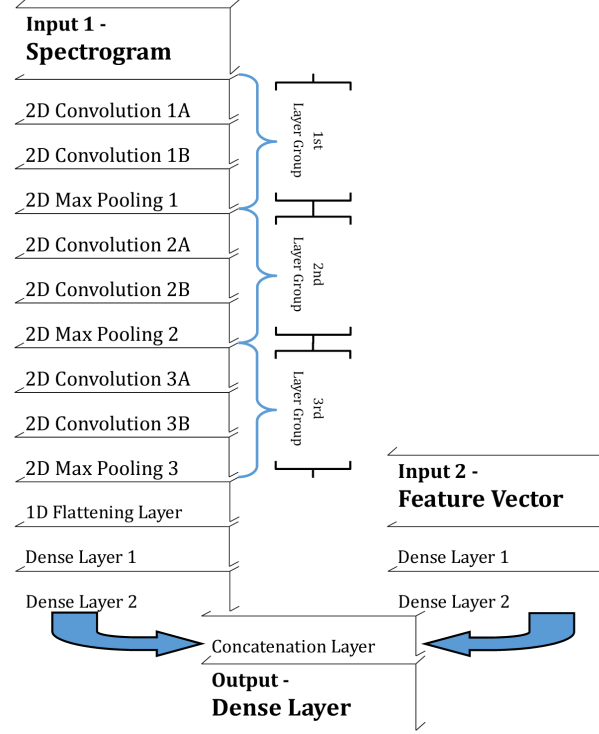 Input 1 -
Spectrogram
2D Convolution 1A
2D Convolution 1B
2D Max Pooling 1
2D Convolution 2A
2D Convolution 2B
2D Max Pooling 2
2D Convolution 3A
2D Convolution 3B
2D Max Pooling 3
1D Flattening Layer
Dense Layer 1
Dense Layer 2
1st
Layer Group
2nd
Layer Group
3rd
Layer Group
Input 2 -
Feature Vector
Dense Layer 1
Dense Layer 2
Concatenation Layer
Output -
Dense Layer